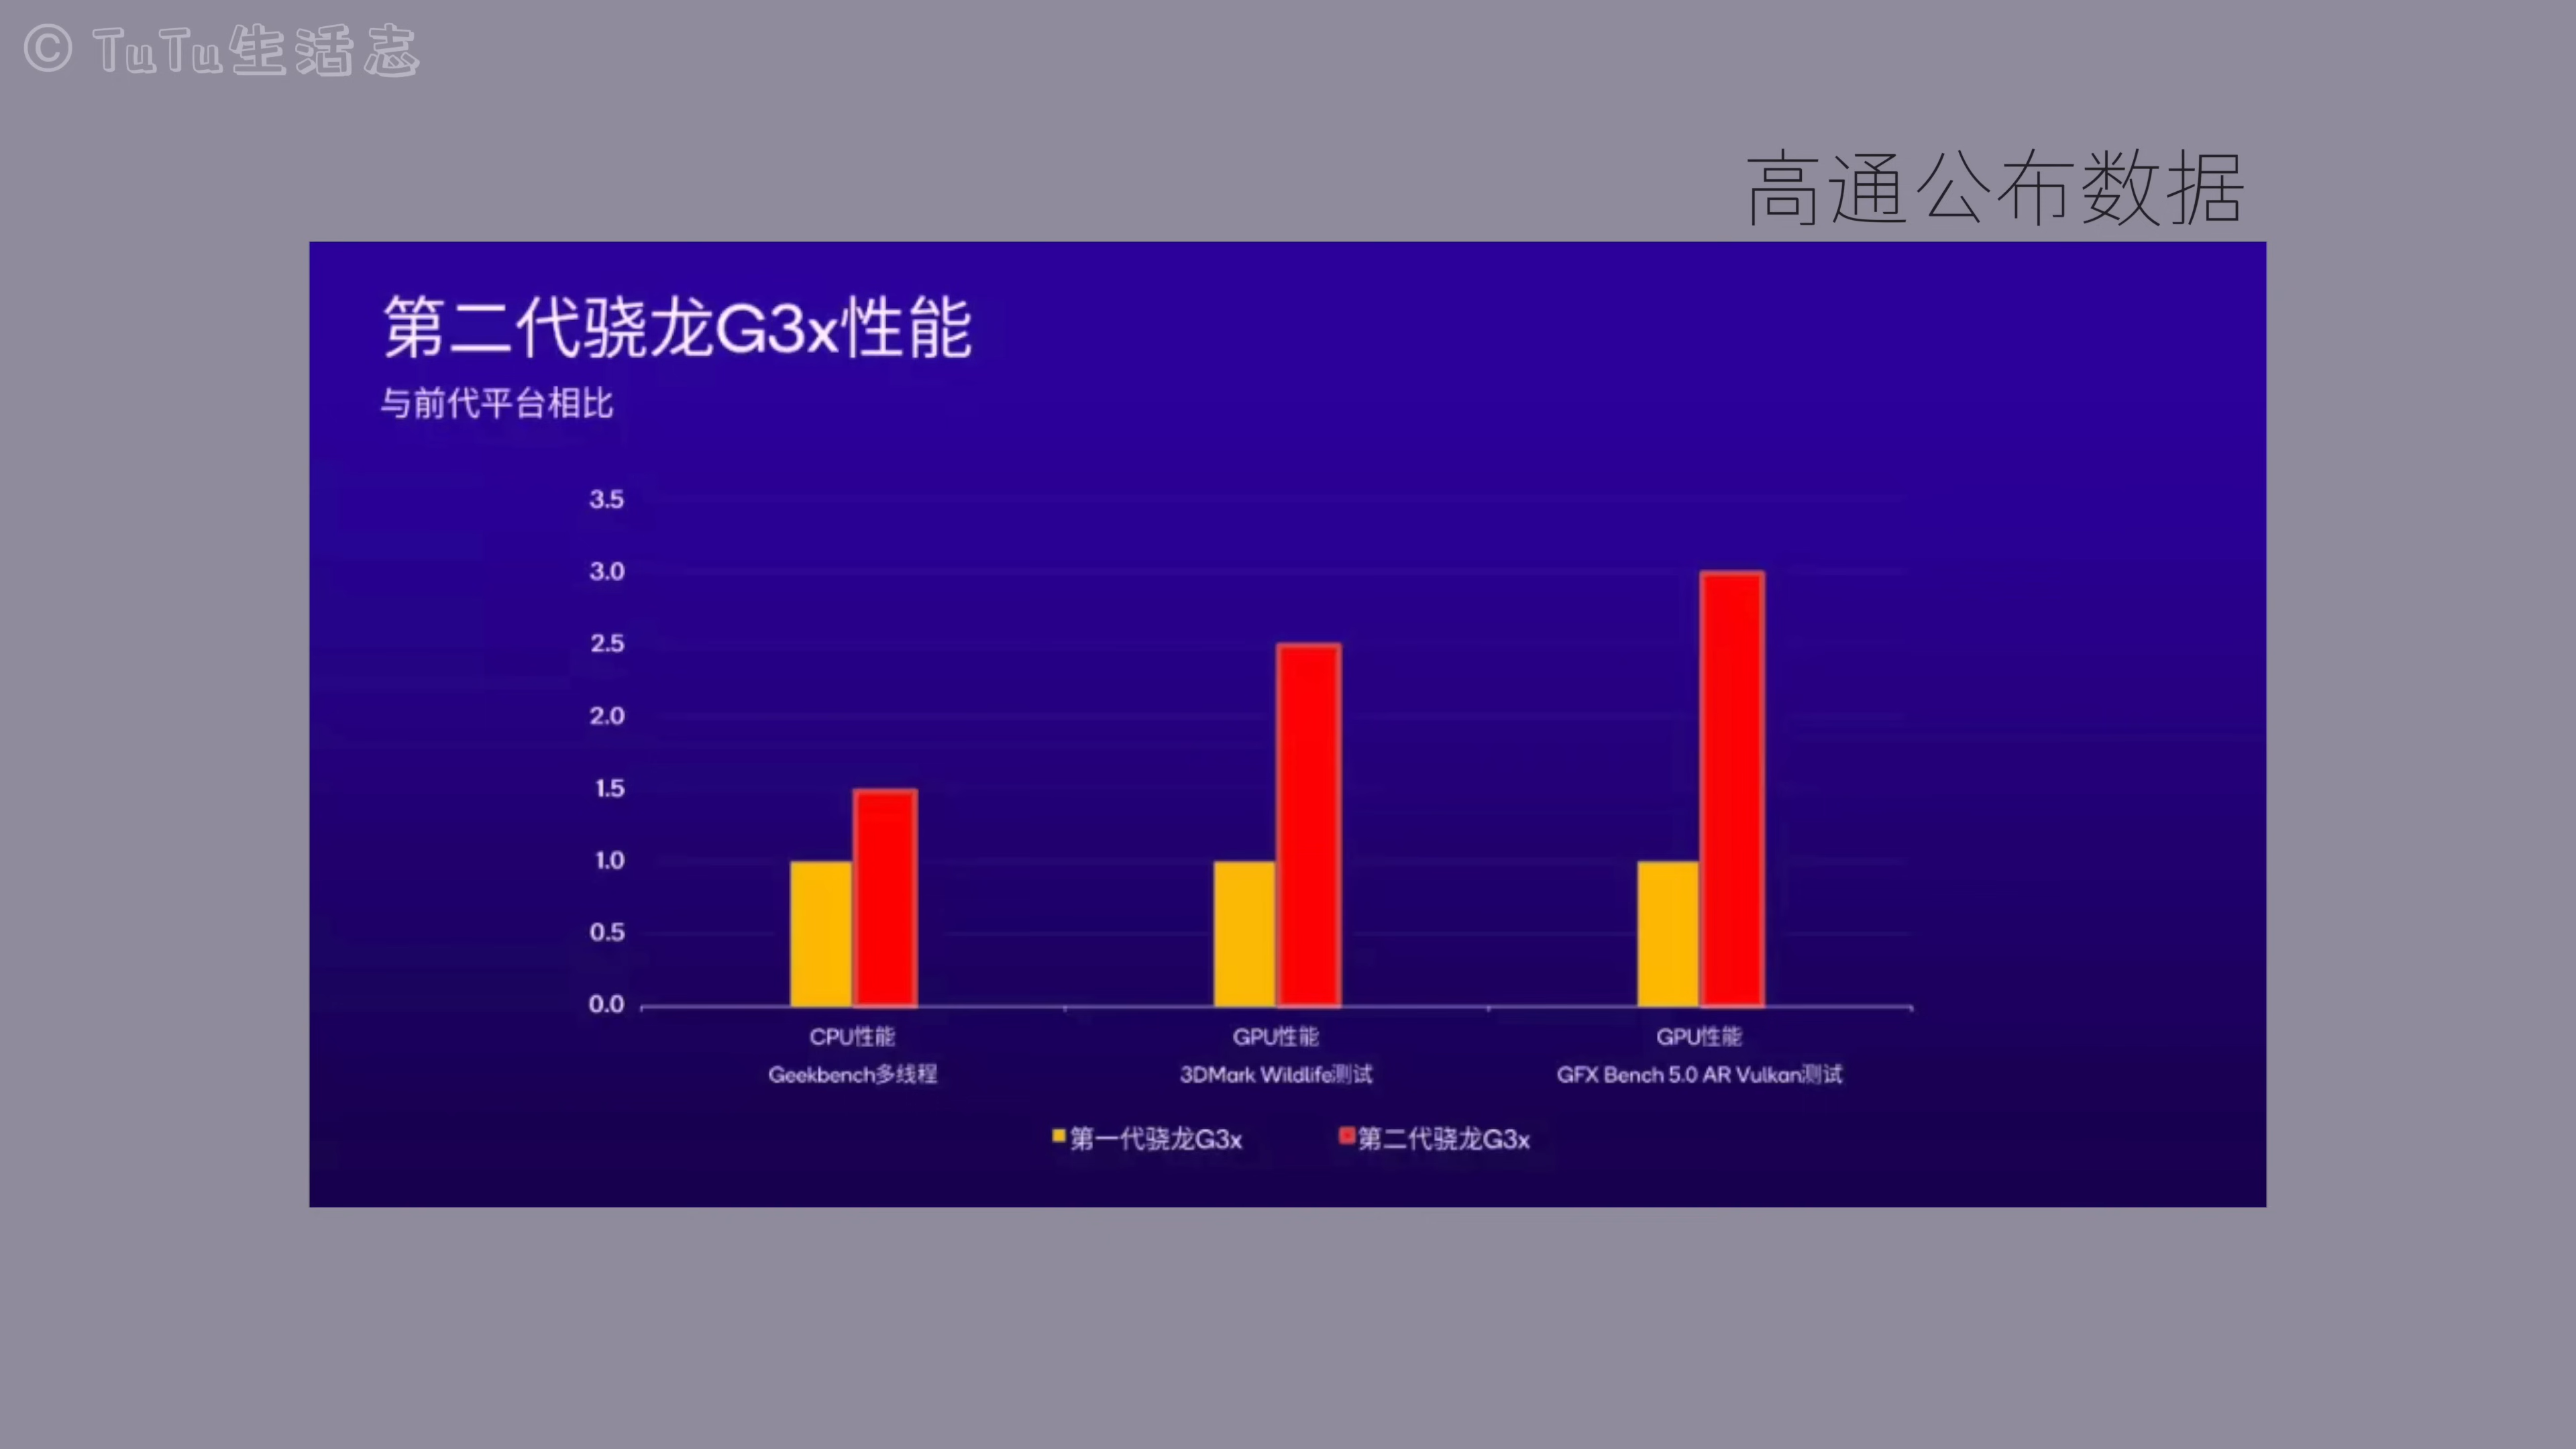 © TuTu生活志
高通公布数据
第二代骁龙G3x性能
与前代平台相比
3.5
3.0
2.5
2.0
1.5
1.0
0.5
0.0
CPU性能
Geekbench多线程
GPU性能
3DMark Wildlife测试
GPU性能
GFX Bench 5.0 AR Vulkan测试
第一代骁龙G3x
第二代骁龙G3x